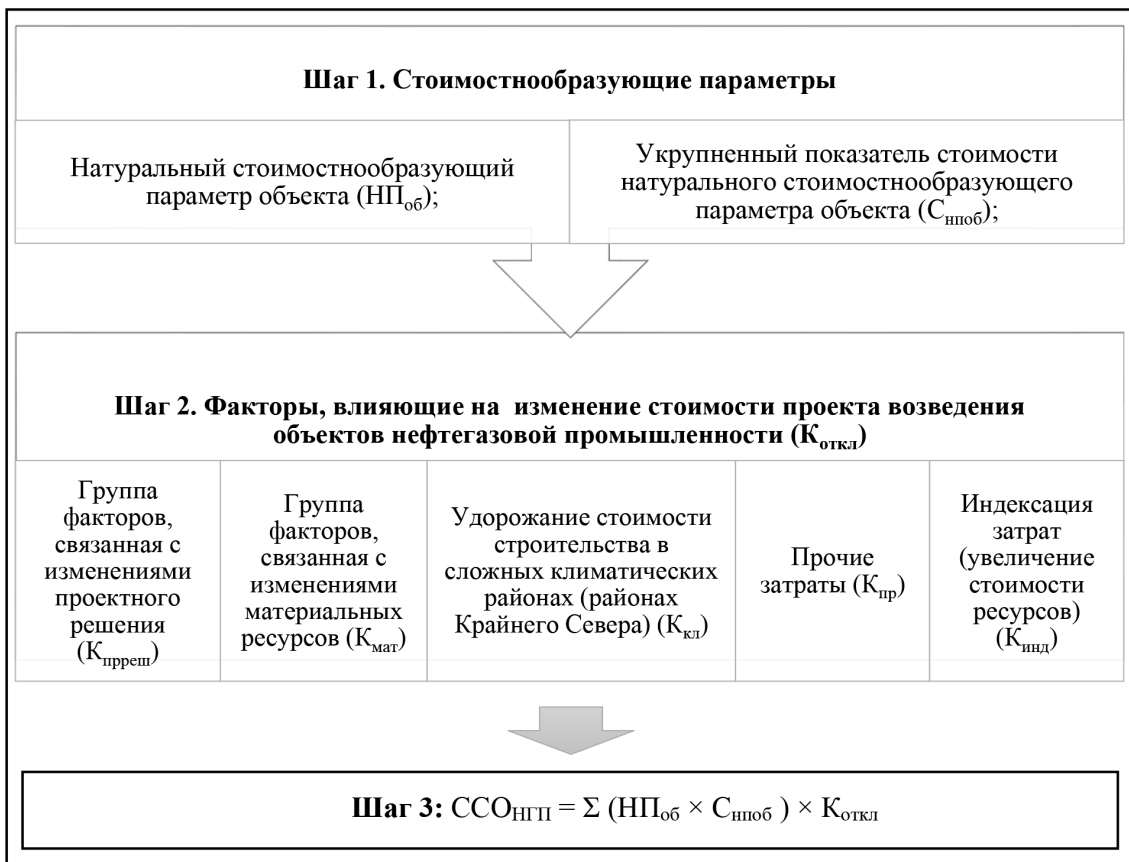 Шаг 1. Стоимостнообразующие параметры
Натуральный стоимостнообразующий
параметр объекта (НПоб);
Укрупненный показатель стоимости
натурального стоимостнообразующего
параметра объекта (Снпоб);
Шаг 2. Факторы, влияющие на изменение стоимости проекта возведения
объектов нефтегазовой промышленности (Коткл)
Группа
факторов,
связанная с
изменениями
проектного
решения
(Кпрреш)
Группа
факторов,
связанная с
изменениями
материальных
ресурсов (Кмат)
Удорожание стоимости
строительства в
сложных климатических
районах (районах
Крайнего Севера) (Ккл)
Прочие
затраты (Кпр)
Индексация
затрат
(увеличение
стоимости
ресурсов)
(Кинд)
Шаг 3: ССОНГП = Σ (НПоб × Снпоб ) × Коткл